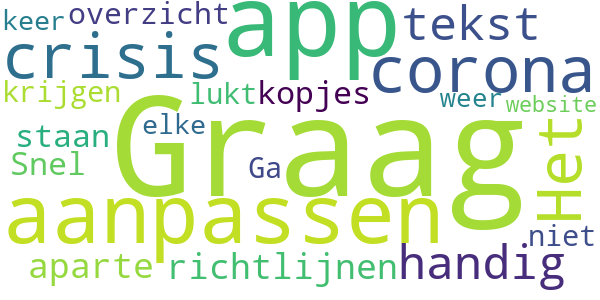 keer overzicht app tekst
crisis corona
krijgen lukt kopjes weer website
staan elke Graag Het
Snel Ga
aanpassen niet
aparte richtlijnen handig